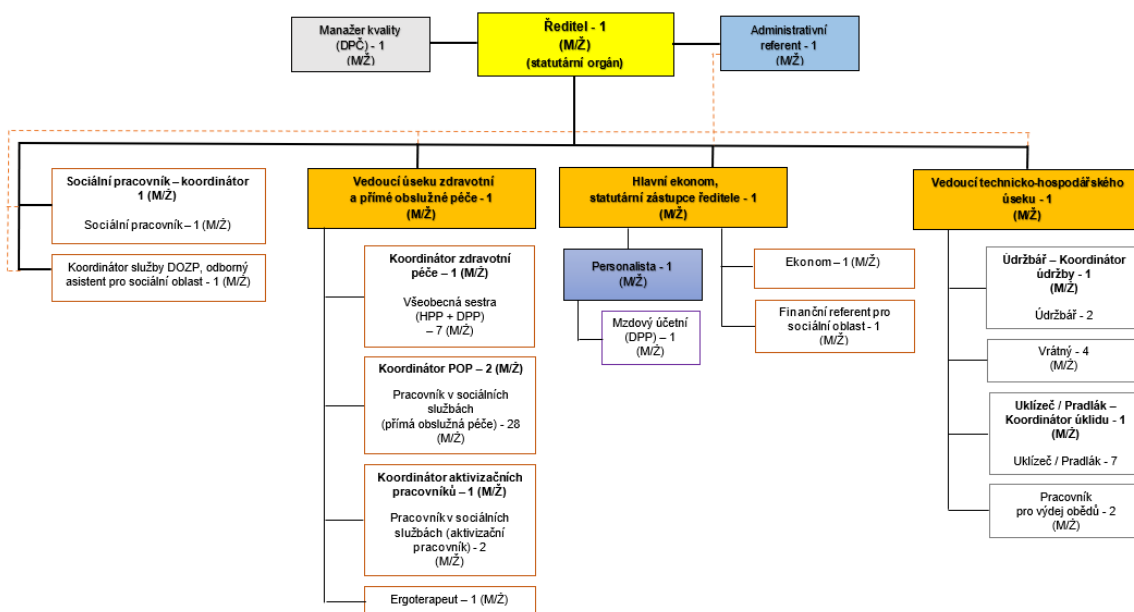 Manažer kvality
(DPČ) - 1
(M/Ž)
Ředitel - 1
(M/Ž)
(statutární orgán)
Administrativní
referent - 1
(M/Ž)
Sociální pracovník – koordinátor
1 (M/Ž)
Sociální pracovník – 1 (M/Ž)
Koordinátor služby DOZP, odborný
asistent pro sociální oblast - 1 (M/Ž)
Vedoucí úseku zdravotní
a přímé obslužné péče - 1
(M/Ž)
Koordinátor zdravotní
péče – 1 (M/Ž)
Všeobecná sestra
(HPP + DPP)
– 7 (M/Ž)
Koordinátor POP – 2 (M/Ž)
Pracovník v sociálních
službách
(přímá obslužná péče) - 28
(M/Ž)
Koordinátor aktivizačních
pracovníků – 1 (M/Ž)
Pracovník v sociálních
službách (aktivizační
pracovník) - 2
(M/Ž)
Ergoterapeut – 1 (M/Ž)
Hlavní ekonom,
statutární zástupce ředitele - 1
(M/Ž)
Personalista - 1
(M/Ž)
Mzdový účetní
(DPP) – 1
(M/Ž)
Ekonom – 1 (M/Ž)
Finanční referent pro
sociální oblast - 1
(M/Ž)
Vedoucí technicko-hospodářského
úseku - 1
(M/Ž)
Údržbář – Koordinátor
údržby - 1
(M/Ž)
Údržbář - 2
Vrátný - 4
(M/Ž)
Uklízeč / Pradlák –
Koordinátor úklidu - 1
(M/Ž)
Uklízeč / Pradlák - 7
Pracovník
pro výdej obědů - 2
(M/Ž)